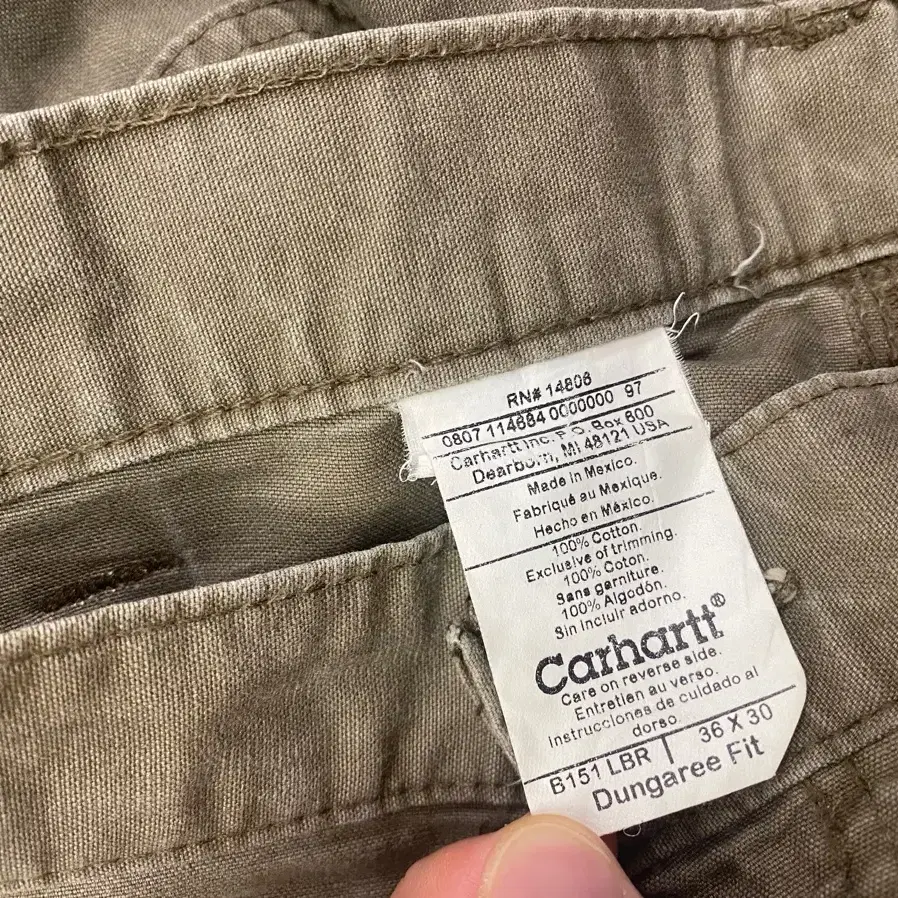 RN# 14806
0807 114684 0000000 97
Carhartt Inc. P.O. Box 600
Dearborn, MI 48121 USA
Made in Mexico.
Fabriqué au Mexique.
Hecho en México.
100% Cotton.
Exclusive of trimming.
100% Coton.
Sans garniture.
100% Algodón.
Sin incluir adorno.
Carhartt®
Care on reverse side.
Entretien au verso.
Instrucciones de cuidado al
dorso.
B151 LBR | 36 X 30
Dungaree Fit